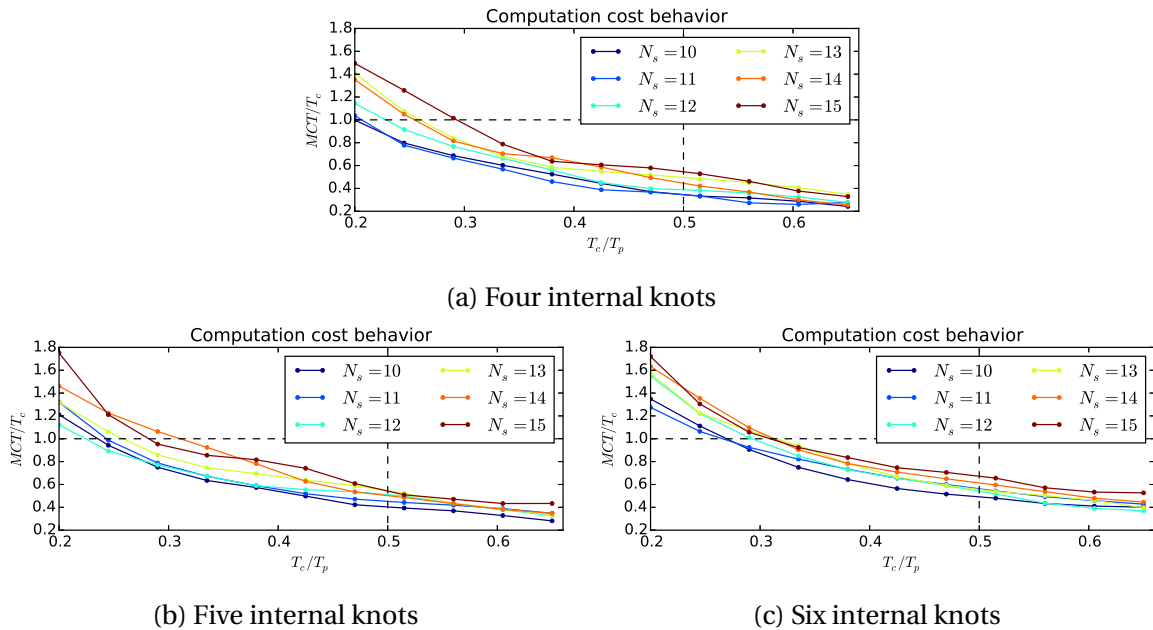 Computation cost behavior
MCT/T_c
1.8
1.6
1.4
1.2
1.0
0.8
0.6
0.4
0.2
N_s =10
N_s =11
N_s =12
N_s =13
N_s =14
N_s =15
0.2 0.3 0.4 0.5 0.6
T_c/T_p
(a) Four internal knots
Computation cost behavior
MCT/T_c
1.8
1.6
1.4
1.2
1.0
0.8
0.6
0.4
0.2
N_s =10
N_s =11
N_s =12
N_s =13
N_s =14
N_s =15
0.2 0.3 0.4 0.5 0.6
T_c/T_p
(b) Five internal knots
Computation cost behavior
MCT/T_c
1.8
1.6
1.4
1.2
1.0
0.8
0.6
0.4
0.2
N_s =10
N_s =11
N_s =12
N_s =13
N_s =14
N_s =15
0.2 0.3 0.4 0.5 0.6
T_c/T_p
(c) Six internal knots